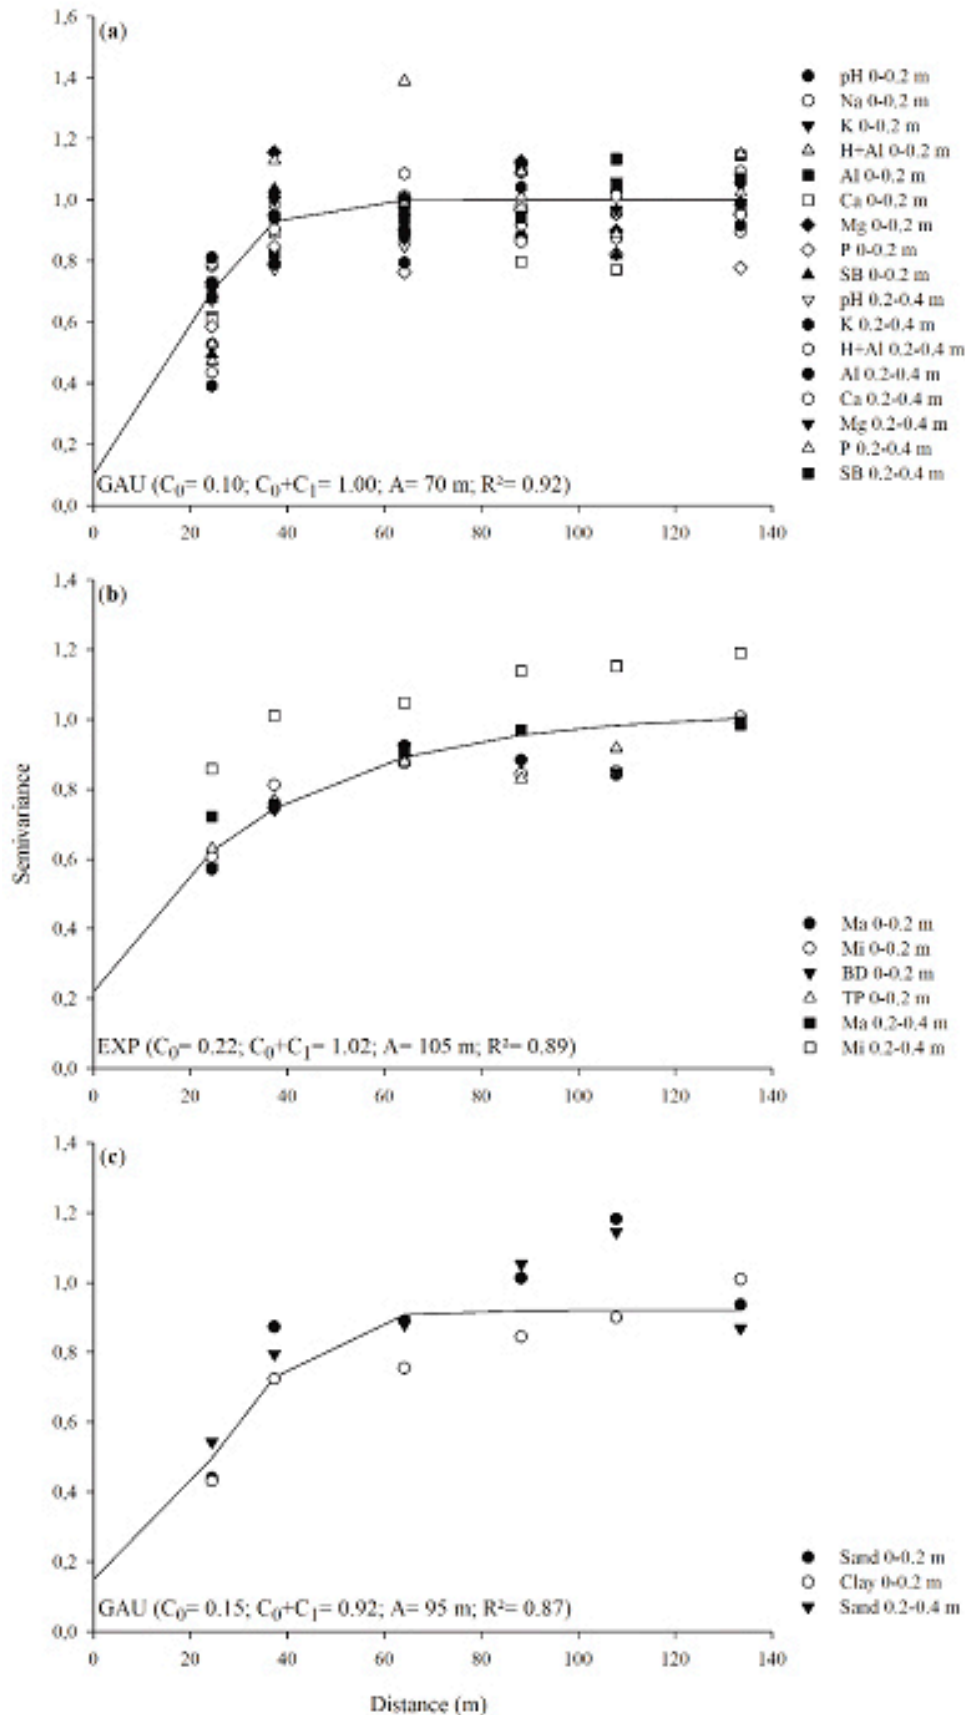 (a)
1,6
1,4
1,2
1,0
0,8
0,6
0,4
0,2
0,0
GAU (C0= 0.10; C0+C1= 1.00; A= 70 m; R²= 0.92)
0 20 40 60 80 100 120 140
pH 0-0.2 m
Na 0-0.2 m
K 0-0.2 m
H+Al 0-0.2 m
Al 0-0.2 m
Ca 0-0.2 m
Mg 0-0.2 m
P 0-0.2 m
SB 0-0.2 m
pH 0.2-0.4 m
K 0.2-0.4 m
H+Al 0.2-0.4 m
Al 0.2-0.4 m
Ca 0.2-0.4 m
Mg 0.2-0.4 m
P 0.2-0.4 m
SB 0.2-0.4 m
Semivariance
(b)
1,4
1,2
1,0
0,8
0,6
0,4
0,2
0,0
EXP (C0= 0.22; C0+C1= 1.02; A= 105 m; R²= 0.89)
0 20 40 60 80 100 120 140
Ma 0-0.2 m
Mi 0-0.2 m
BD 0-0.2 m
TP 0-0.2 m
Ma 0.2-0.4 m
Mi 0.2-0.4 m
(c)
1,4
1,2
1,0
0,8
0,6
0,4
0,2
0,0
GAU (C0= 0.15; C0+C1= 0.92; A= 95 m; R²= 0.87)
0 20 40 60 80 100 120 140
Sand 0-0.2 m
Clay 0-0.2 m
Sand 0.2-0.4 m
Distance (m)